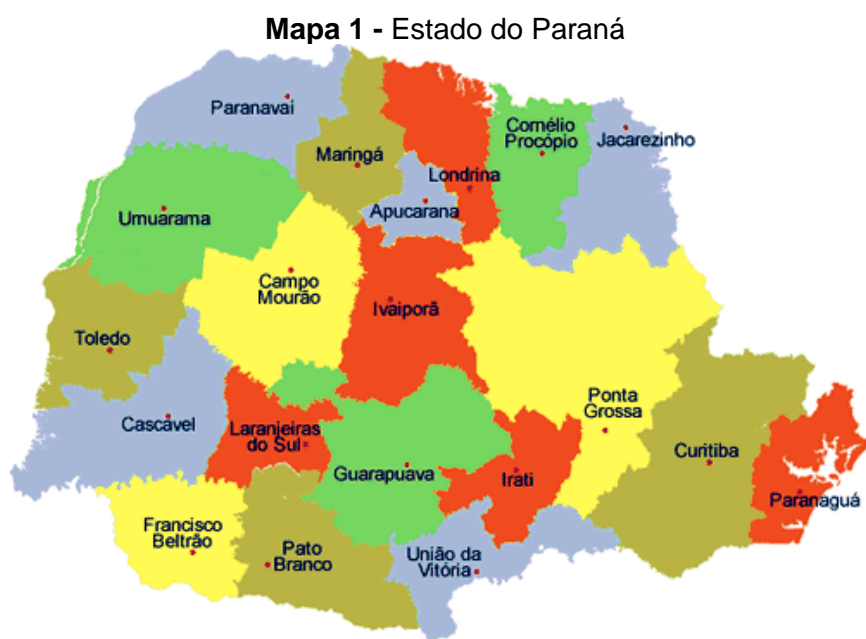 Mapa 1 - Estado do Paraná
Paranavaí
Maringá
Cornélio
Procópio
Jacarezinho
Londrina
Apucarana
Umuarama
Campo
Mourão
Ivaiporã
Toledo
Ponta
Grossa
Cascável
Laranjeiras
do Sul
Guarapuava
Irati
Curitiba
Paranaguá
Francisco
Beltrão
Pato
Branco
União da
Vitória